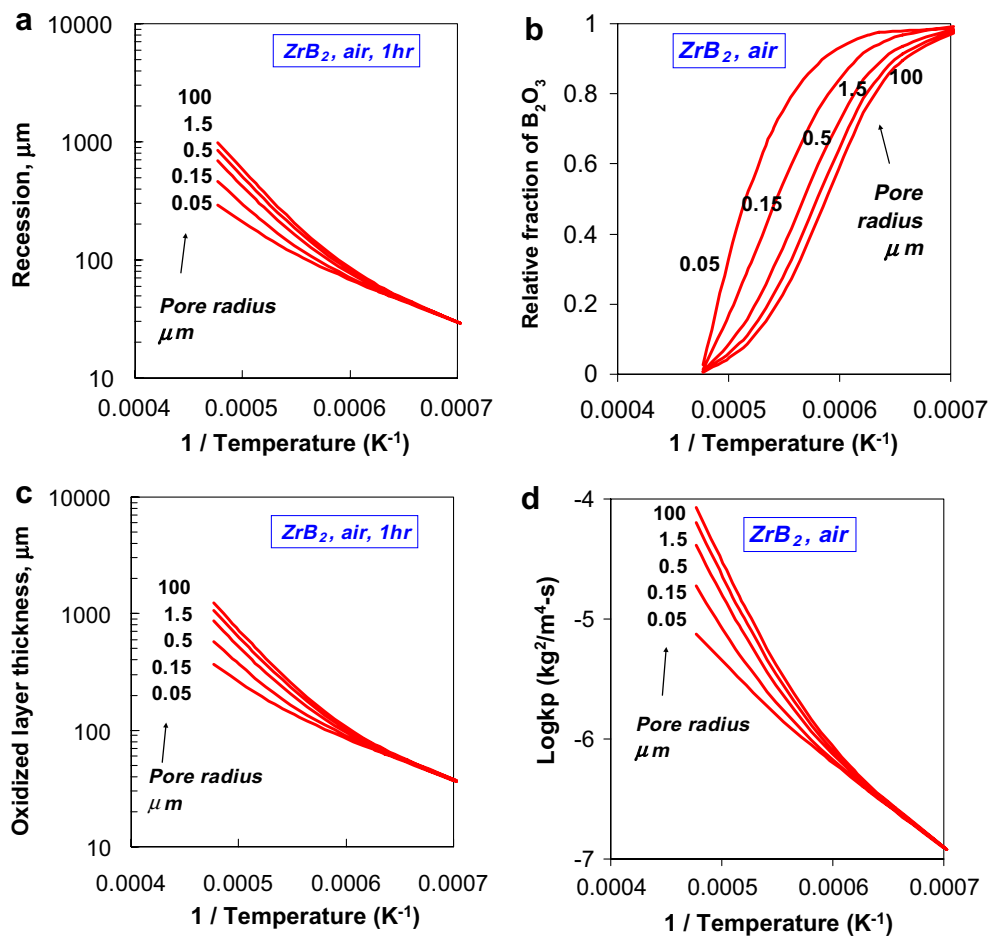 a
10000
1000
100
10
Recession, μm
ZrB2, air, 1hr
100
1.5
0.5
0.15
0.05
Pore radius
μm
0.0004 0.0005 0.0006 0.0007
1 / Temperature (K-1)
b
1
0.8
0.6
0.4
0.2
0
Relative fraction of B2O3
ZrB2, air
1.5
100
0.5
0.15
0.05
Pore
radius
μm
0.0004 0.0005 0.0006 0.0007
1 / Temperature (K-1)
c
10000
1000
100
10
Oxidized layer thickness, μm
ZrB2, air, 1hr
100
1.5
0.5
0.15
0.05
Pore radius
μm
0.0004 0.0005 0.0006 0.0007
1 / Temperature (K-1)
d
-4
-5
-6
-7
Logkp (kg2/m4-s)
ZrB2, air
100
1.5
0.5
0.15
0.05
Pore radius
μm
0.0004 0.0005 0.0006 0.0007
1 / Temperature (K-1)